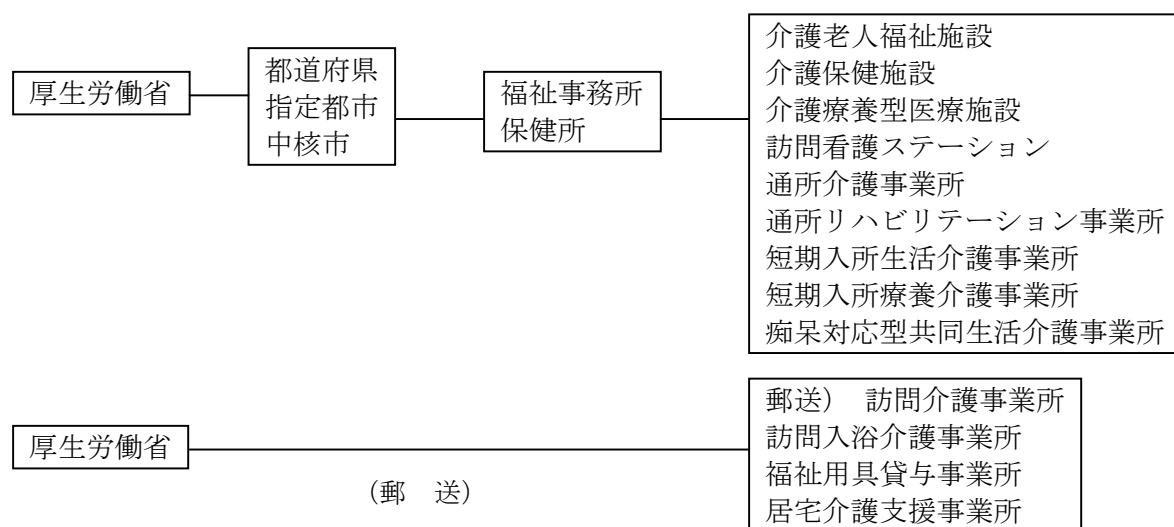 厚生労働省
都道府県
指定都市
中核市
福祉事務所
保健所
介護老人福祉施設
介護保健施設
介護療養型医療施設
訪問看護ステーション
通所介護事業所
通所リハビリテーション事業所
短期入所生活介護事業所
短期入所療養介護事業所
痴呆対応型共同生活介護事業所
厚生労働省
(郵　送)
郵送)　訪問介護事業所
訪問入浴介護事業所
福祉用具貸与事業所
居宅介護支援事業所